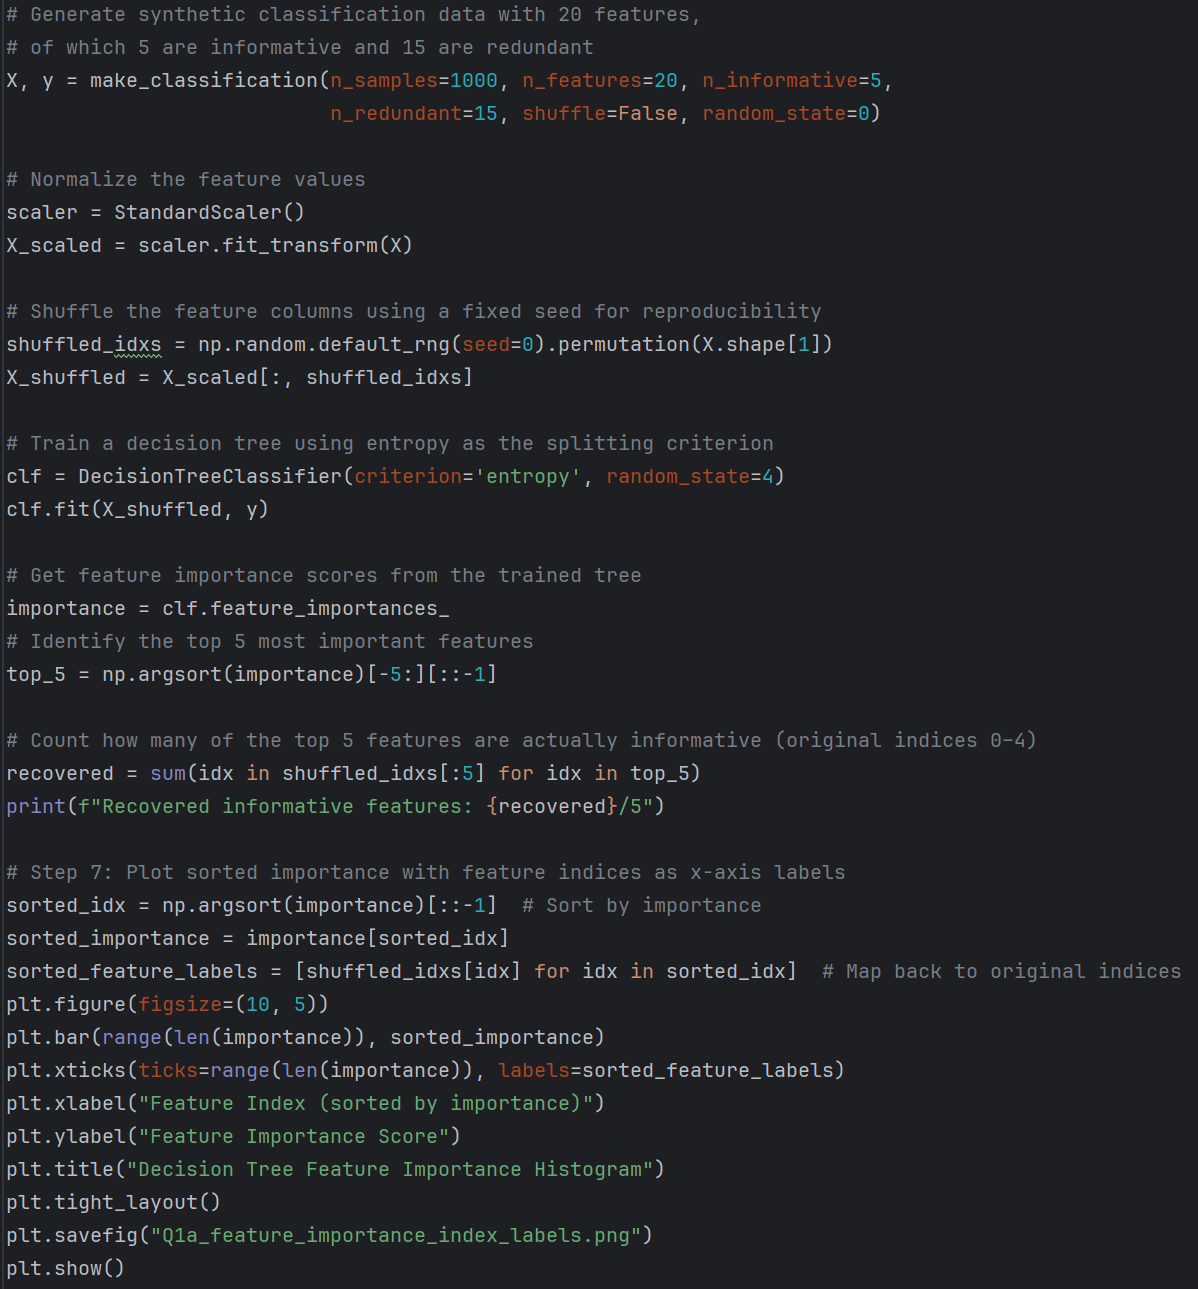 # Generate synthetic classification data with 20 features,
# of which 5 are informative and 15 are redundant
X, y = make_classification(n_samples=1000, n_features=20, n_informative=5,
                           n_redundant=15, shuffle=False, random_state=0)

# Normalize the feature values
scaler = StandardScaler()
X_scaled = scaler.fit_transform(X)

# Shuffle the feature columns using a fixed seed for reproducibility
shuffled_idxs = np.random.default_rng(seed=0).permutation(X.shape[1])
X_shuffled = X_scaled[:, shuffled_idxs]

# Train a decision tree using entropy as the splitting criterion
clf = DecisionTreeClassifier(criterion='entropy', random_state=4)
clf.fit(X_shuffled, y)

# Get feature importance scores from the trained tree
importance = clf.feature_importances_
# Identify the top 5 most important features
top_5 = np.argsort(importance)[-5:][::-1]

# Count how many of the top 5 features are actually informative (original indices 0–4)
recovered = sum(idx in shuffled_idxs[:5] for idx in top_5)
print(f"Recovered informative features: {recovered}/5")

# Step 7: Plot sorted importance with feature indices as x-axis labels
sorted_idx = np.argsort(importance)[::-1]  # Sort by importance
sorted_importance = importance[sorted_idx]
sorted_feature_labels = [shuffled_idxs[idx] for idx in sorted_idx]  # Map back to original indices
plt.figure(figsize=(10, 5))
plt.bar(range(len(importance)), sorted_importance)
plt.xticks(ticks=range(len(importance)), labels=sorted_feature_labels)
plt.xlabel("Feature Index (sorted by importance)")
plt.ylabel("Feature Importance Score")
plt.title("Decision Tree Feature Importance Histogram")
plt.tight_layout()
plt.savefig("Q1a_feature_importance_index_labels.png")
plt.show()